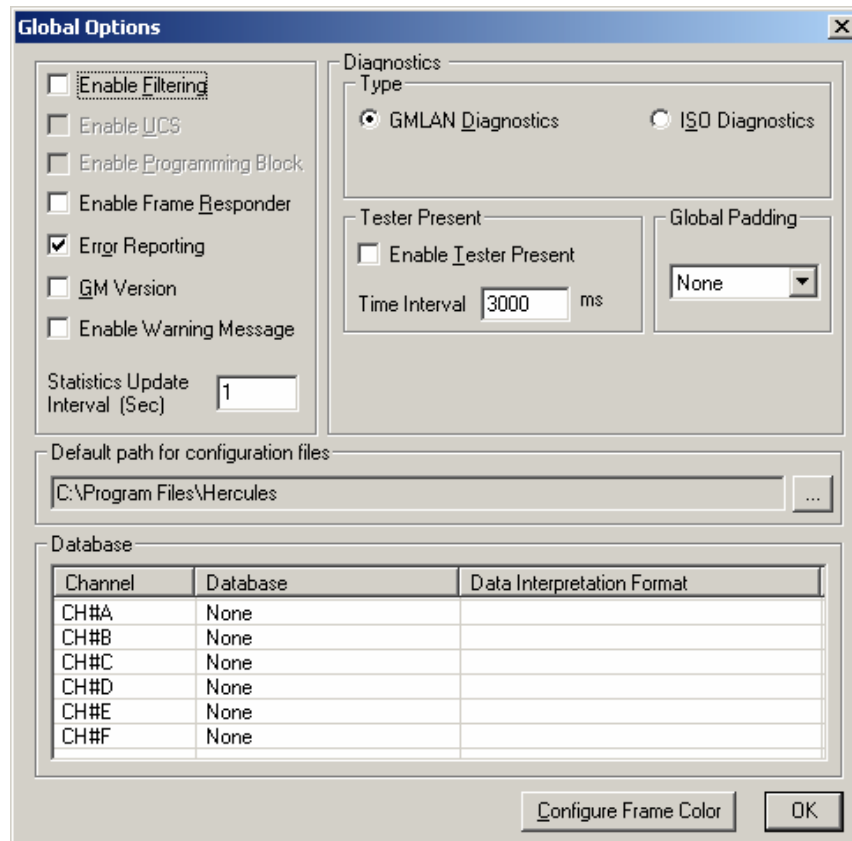 Global Options
Enable Filtering
Enable UCS
Enable Programming Block
Enable Frame Responder
Error Reporting
GM Version
Enable Warning Message
Statistics Update
Interval (Sec)
1
Diagnostics
Type
GMLAN Diagnostics
ISO Diagnostics
Tester Present
Enable Tester Present
Time Interval 3000 ms
Global Padding
None
Default path for configuration files
C:\Program Files\Hercules
...
Database
Channel Database Data Interpretation Format
CH#A None
CH#B None
CH#C None
CH#D None
CH#E None
CH#F None
Configure Frame Color OK